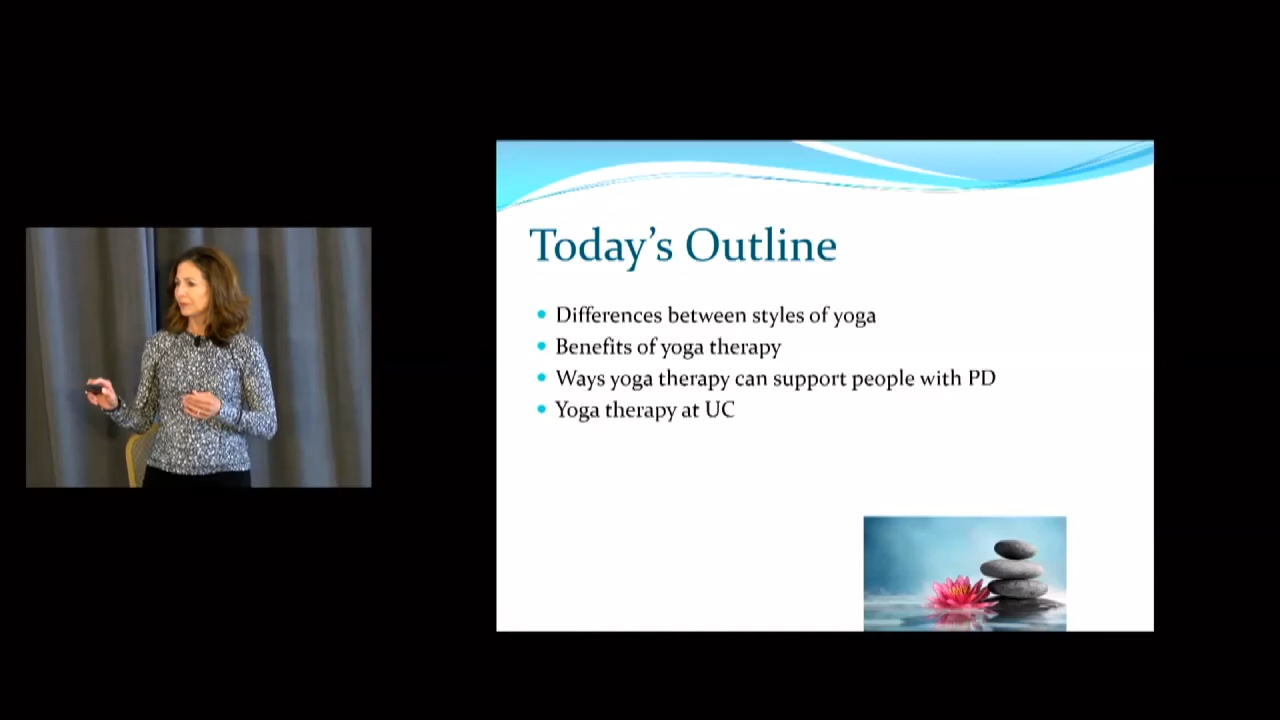 Today's Outline
Differences between styles of yoga
Benefits of yoga therapy
Ways yoga therapy can support people with PD
Yoga therapy at UC